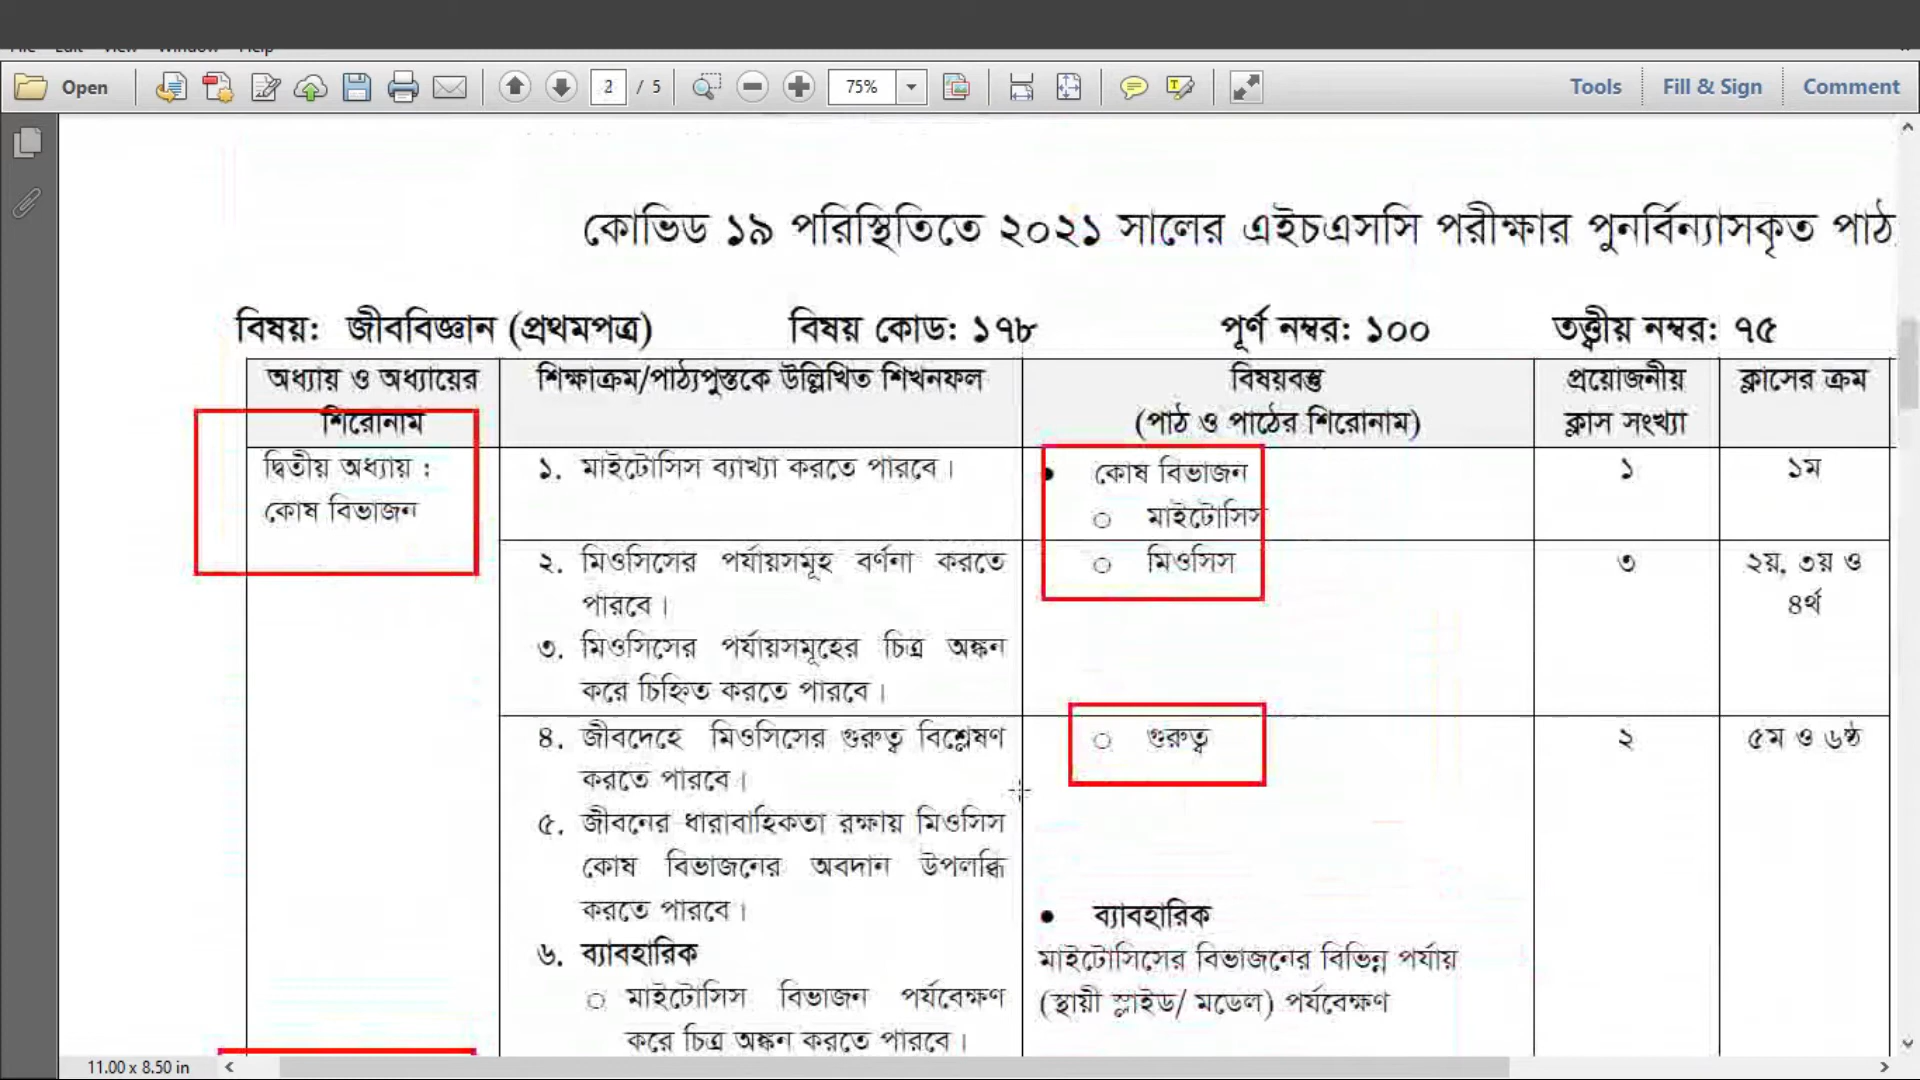 Open
2 / 5
75%
Tools
Fill & Sign
Comment
কোভিড ১৯ পরিস্থিতিতে ২০২১ সালের এইচএসসি পরীক্ষার পুনর্বিন্যাসকৃত পাঠ
বিষয়: জীববিজ্ঞান (প্রথমপত্র) বিষয় কোড: ১৭৮ পূর্ণ নম্বর: ১০০ তত্ত্বীয় নম্বর: ৭৫
অধ্যায় ও অধ্যায়ের
শিরোনাম
শিক্ষাক্রম/পাঠ্যপুস্তকে উল্লিখিত শিখনফল
বিষয়বস্তু
(পাঠ ও পাঠের শিরোনাম)
প্রয়োজনীয়
ক্লাস সংখ্যা
ক্লাসের ক্রম
দ্বিতীয় অধ্যায় :
কোষ বিভাজন
১. মাইটোসিস ব্যাখ্যা করতে পারবে।
● কোষ বিভাজন
○ মাইটোসিস
১
১ম
২. মিওসিসের পর্যায়সমূহ বর্ণনা করতে
পারবে।
৩. মিওসিসের পর্যায়সমূহের চিত্র অঙ্কন
করে চিহ্নিত করতে পারবে।
○ মিওসিস
৩
২য়, ৩য় ও
৪র্থ
৪. জীবদেহে মিওসিসের গুরুত্ব বিশ্লেষণ
করতে পারবে।
৫. জীবনের ধারাবাহিকতা রক্ষায় মিওসিস
কোষ বিভাজনের অবদান উপলব্ধি
করতে পারবে।
৬. ব্যাবহারিক
○ মাইটোসিস বিভাজন পর্যবেক্ষণ
করে চিত্র অঙ্কন করতে পারবে।
○ গুরুত্ব
● ব্যাবহারিক
মাইটোসিসের বিভাজনের বিভিন্ন পর্যায়
(স্থায়ী স্লাইড/ মডেল) পর্যবেক্ষণ
২
৫ম ও ৬ষ্ঠ
11.00 x 8.50 in